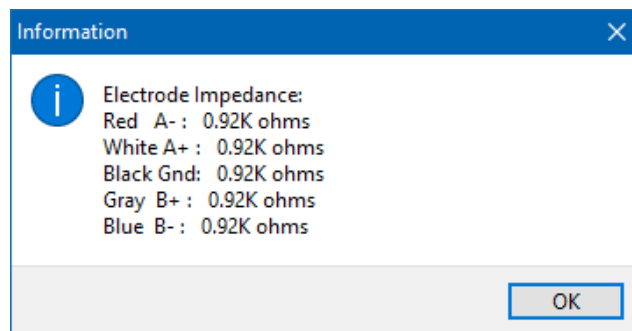 Information
Electrode Impedance:
Red A- : 0.92K ohms
White A+ : 0.92K ohms
Black Gnd: 0.92K ohms
Gray B+ : 0.92K ohms
Blue B- : 0.92K ohms
OK